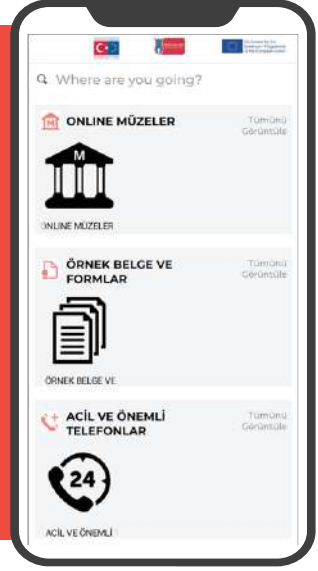 Where are you going?
ONLINE MÜZELER
Tümünü
Görüntüle
M
ONLINE MÜZELER
ÖRNEK BELGE VE
FORMLAR
Tümünü
Görüntüle
ÖRNEK BELGE VE
ACİL VE ÖNEMLİ
TELEFONLAR
Tümünü
Görüntüle
24
ACİL VE ÖNEMLİ